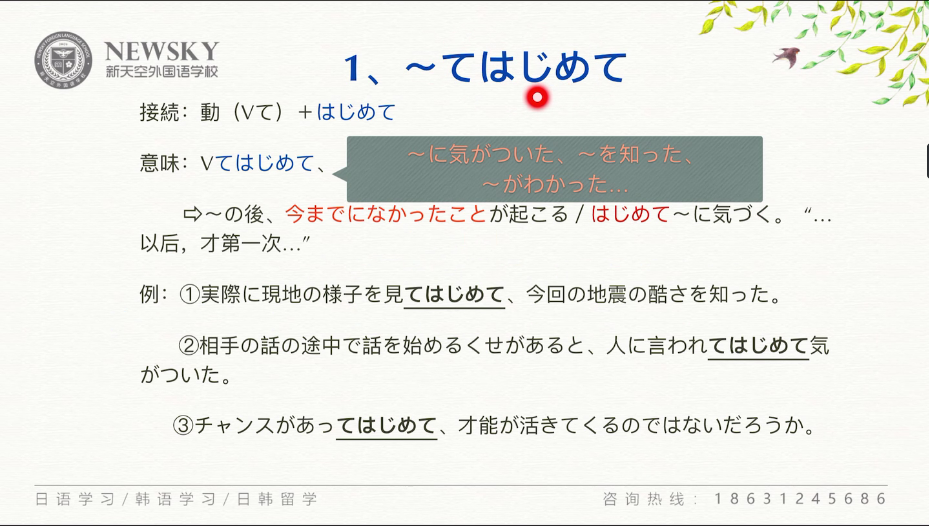 NEWSKY
新天空外国语学校
1、～てはじめて
接続：動（Vて）＋はじめて
意味：Vてはじめて、
～に気がついた、～を知った、
～がわかった…
⇨～の後、今までになかったことが起こる / はじめて～に気づく。“…
以后，才第一次…”
例：①実際に現地の様子を見てはじめて、今回の地震の酷さを知った。
②相手の話の途中で話を始めるくせがあると、人に言われてはじめて気
がついた。
③チャンスがあってはじめて、才能が活きてくるのではないだろうか。
日语学习/韩语学习/日韩留学
咨询热线：18631245686